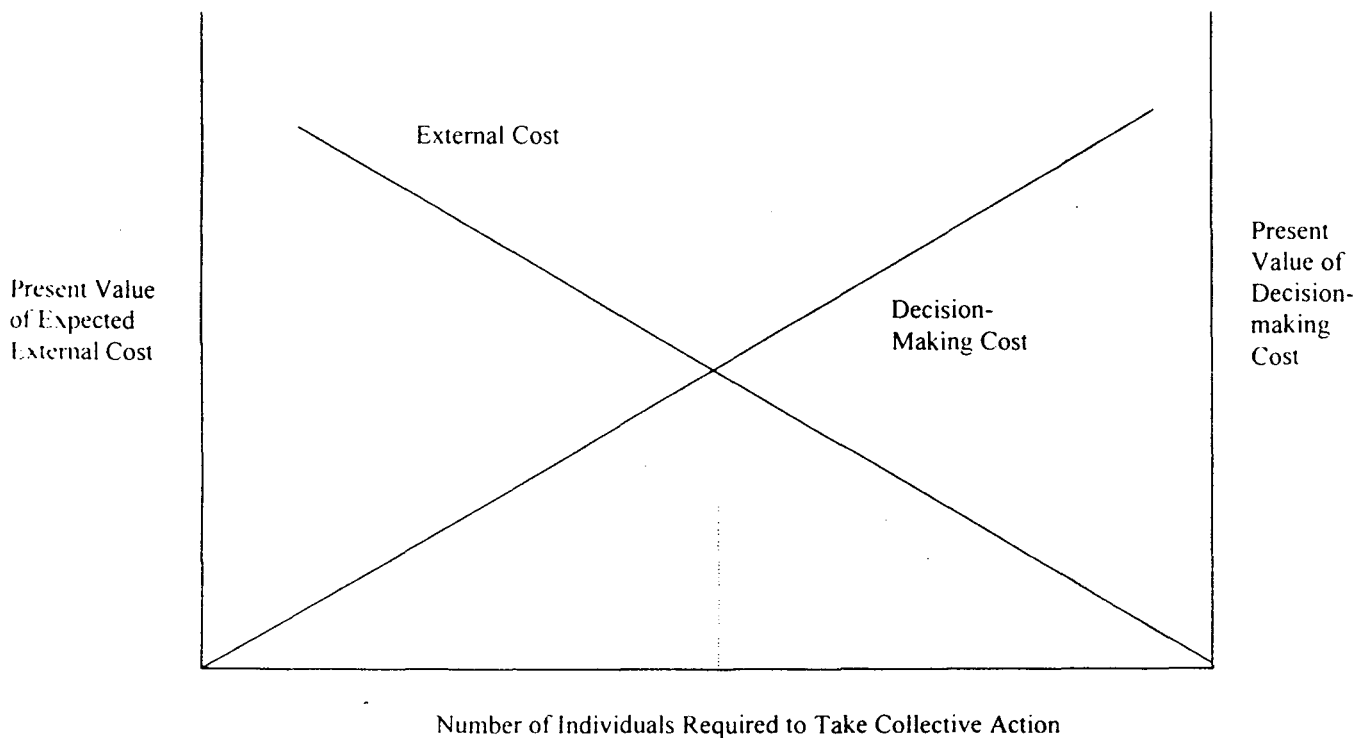 External Cost
Present Value
of Expected
External Cost
Decision-
Making Cost
Present
Value of
Decision-
making
Cost
Number of Individuals Required to Take Collective Action